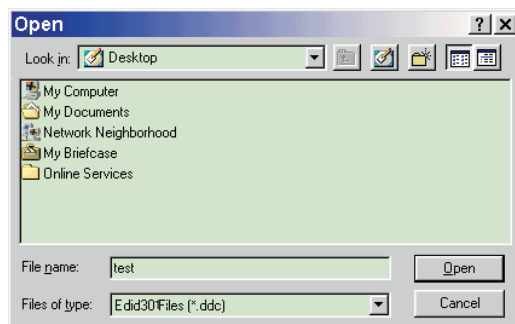 Open
Look in: Desktop
My Computer
My Documents
Network Neighborhood
My Briefcase
Online Services
File name: test Open
Files of type: Edid301Files (*.ddc) Cancel